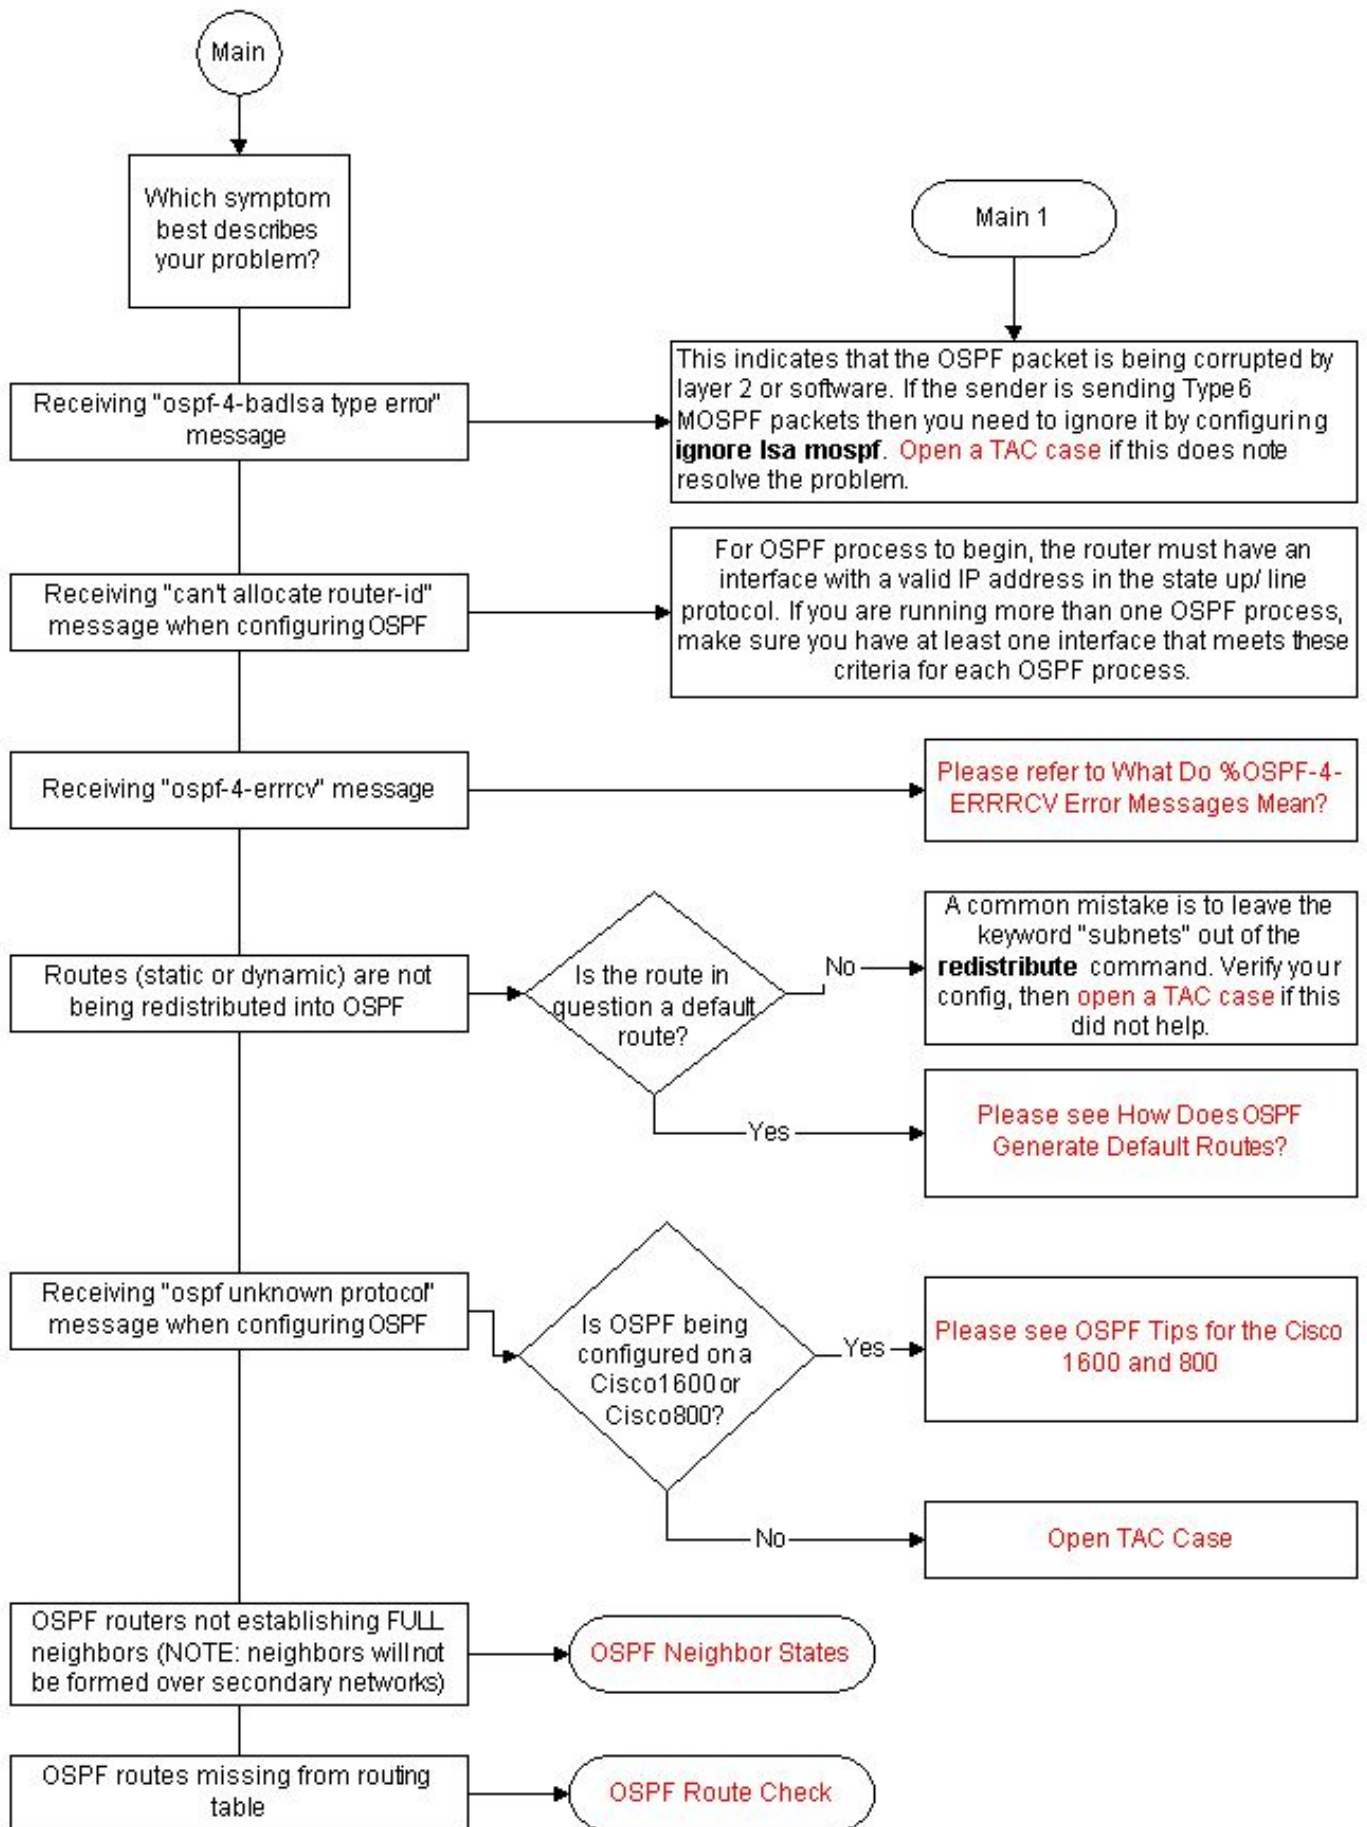 Main
Which symptom
best describes
your problem?
Main 1
Receiving "ospf-4-badlsa type error"
message
This indicates that the OSPF packet is being corrupted by
layer 2 or software. If the sender is sending Type6
MOSPF packets then you need to ignore it by configuring
ignore lsa mospf. Open a TAC case if this does note
resolve the problem.
Receiving "can't allocate router-id"
message when configuring OSPF
For OSPF process to begin, the router must have an
interface with a valid IP address in the state up/ line
protocol. If you are running more than one OSPF process,
make sure you have at least one interface that meets these
criteria for each OSPF process.
Receiving "ospf-4-errrcv" message
Please refer to What Do %OSPF-4-
ERRRCV Error Messages Mean?
Routes (static or dynamic) are not
being redistributed into OSPF
Is the route in
question a default
route?
No
A common mistake is to leave the
keyword "subnets" out of the
redistribute command. Verify your
config, then open a TAC case if this
did not help.
Yes
Please see How Does OSPF
Generate Default Routes?
Receiving "ospf unknown protocol"
message when configuring OSPF
Is OSPF being
configured on a
Cisco1600 or
Cisco800?
Yes
Please see OSPF Tips for the Cisco
1600 and 800
No
Open TAC Case
OSPF routers not establishing FULL
neighbors (NOTE: neighbors will not
be formed over secondary networks)
OSPF Neighbor States
OSPF routes missing from routing
table
OSPF Route Check